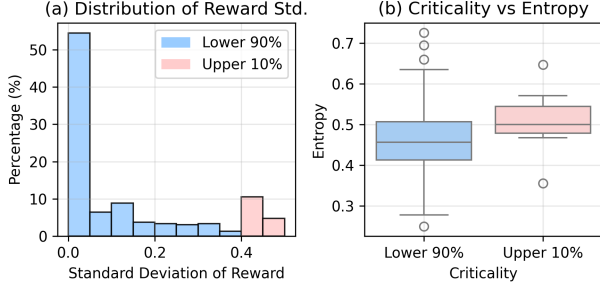 (a) Distribution of Reward Std.
Percentage (%)
50
40
30
20
10
0
Lower 90%
Upper 10%
0.0
0.2
0.4
Standard Deviation of Reward
(b) Criticality vs Entropy
Entropy
0.7
0.6
0.5
0.4
0.3
Lower 90%
Upper 10%
Criticality